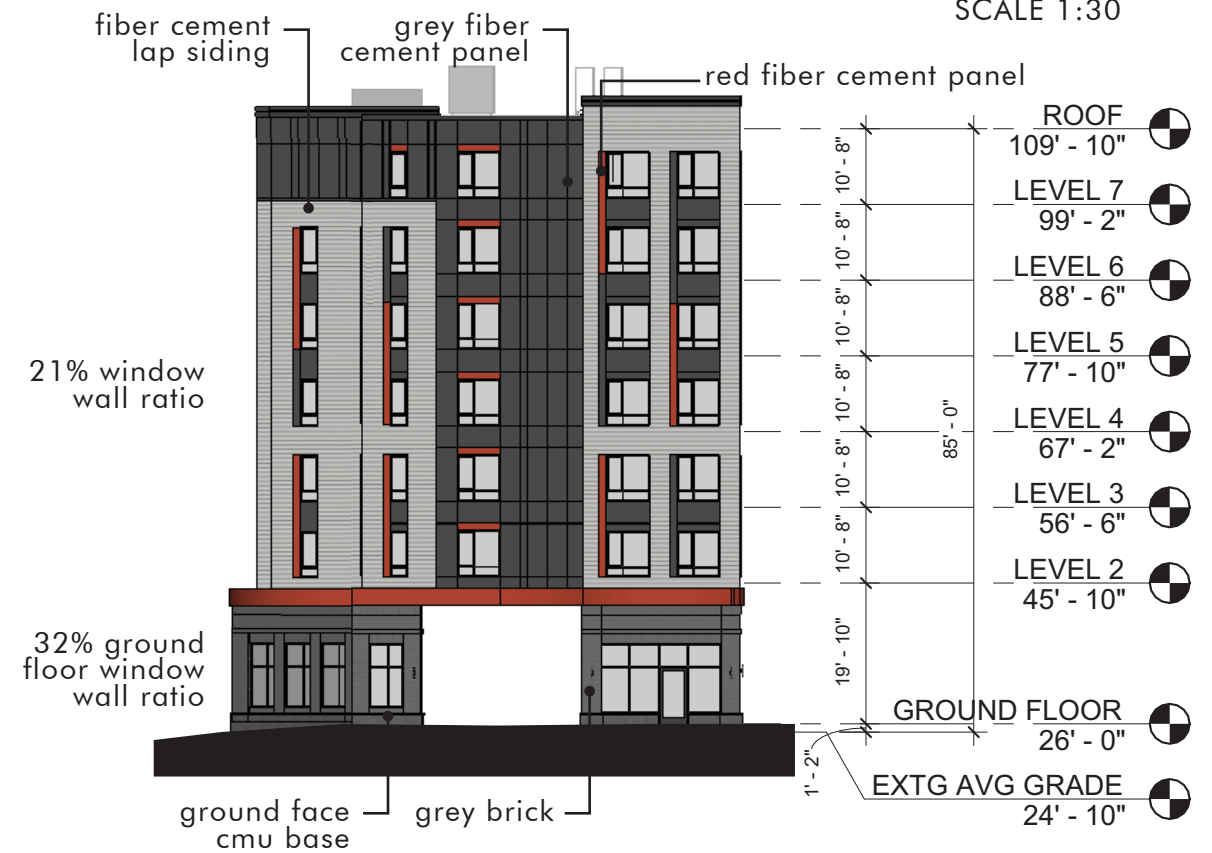 SCALE 1:30
fiber cement
lap siding
grey fiber
cement panel
red fiber cement panel
ROOF
109' - 10"
10' - 8"
LEVEL 7
99' - 2"
10' - 8"
LEVEL 6
88' - 6"
10' - 8"
LEVEL 5
77' - 10"
21% window
wall ratio
10' - 8"
85' - 0"
LEVEL 4
67' - 2"
10' - 8"
LEVEL 3
56' - 6"
10' - 8"
LEVEL 2
45' - 10"
32% ground
floor window
wall ratio
19' - 10"
GROUND FLOOR
26' - 0"
1' - 2"
EXTG AVG GRADE
24' - 10"
ground face
cmu base
grey brick